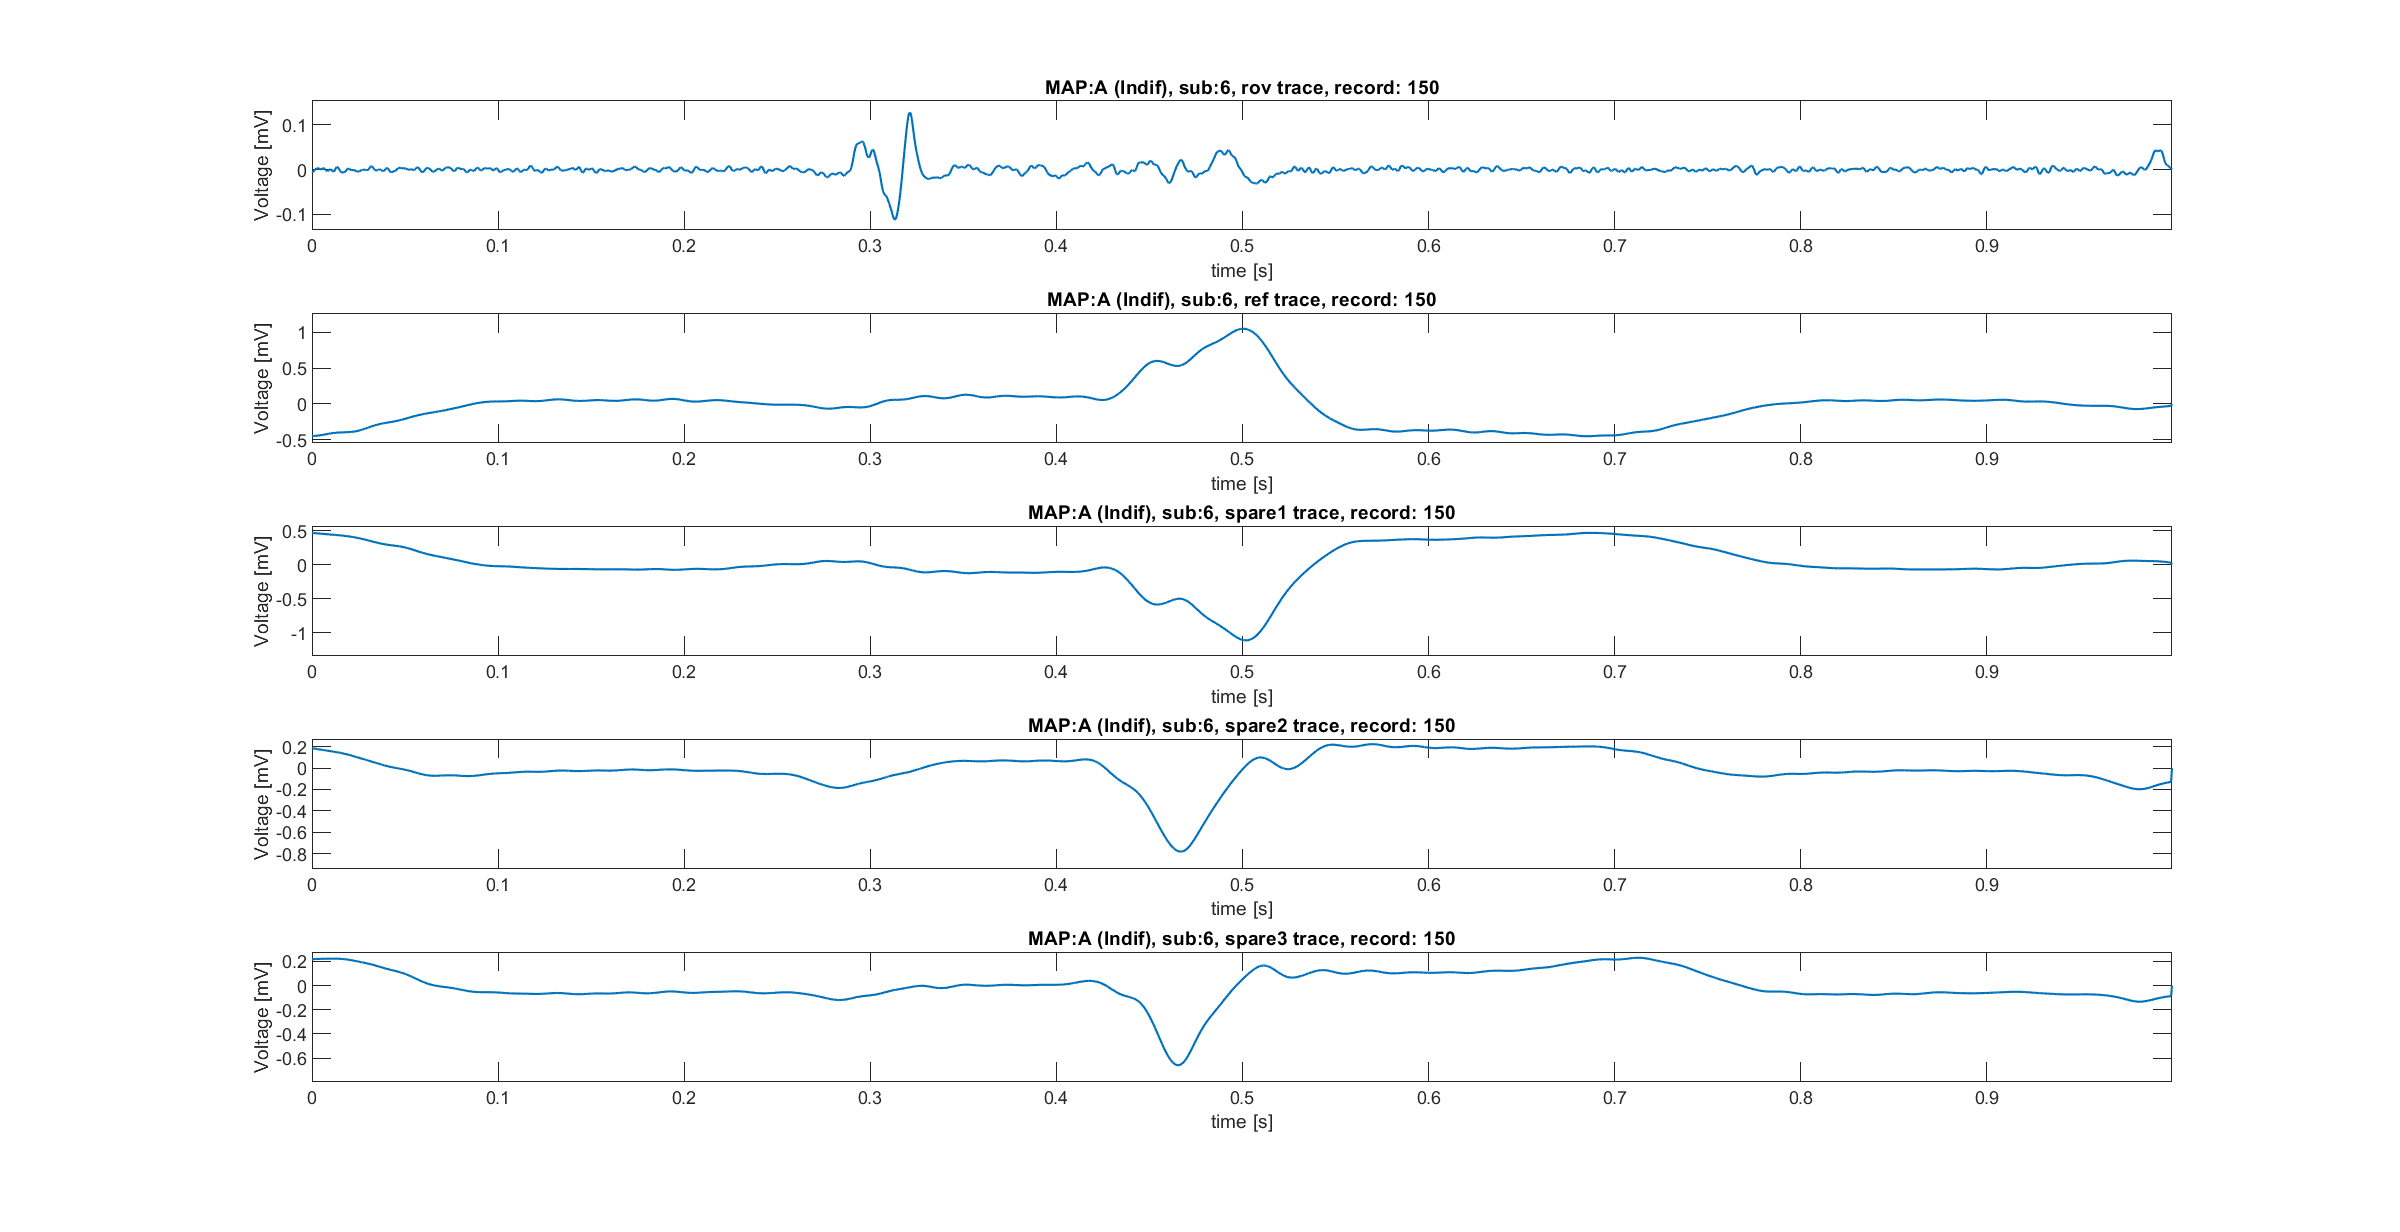 MAP:A (Indif), sub:6, rov trace, record: 150
Voltage [mV]
0.1
0
-0.1
0 0.1 0.2 0.3 0.4 0.5 0.6 0.7 0.8 0.9
time [s]
MAP:A (Indif), sub:6, ref trace, record: 150
Voltage [mV]
1
0.5
0
-0.5
0 0.1 0.2 0.3 0.4 0.5 0.6 0.7 0.8 0.9
time [s]
MAP:A (Indif), sub:6, spare1 trace, record: 150
Voltage [mV]
0.5
0
-0.5
-1
0 0.1 0.2 0.3 0.4 0.5 0.6 0.7 0.8 0.9
time [s]
MAP:A (Indif), sub:6, spare2 trace, record: 150
Voltage [mV]
0.2
0
-0.2
-0.4
-0.6
-0.8
0 0.1 0.2 0.3 0.4 0.5 0.6 0.7 0.8 0.9
time [s]
MAP:A (Indif), sub:6, spare3 trace, record: 150
Voltage [mV]
0.2
0
-0.2
-0.4
-0.6
0 0.1 0.2 0.3 0.4 0.5 0.6 0.7 0.8 0.9
time [s]